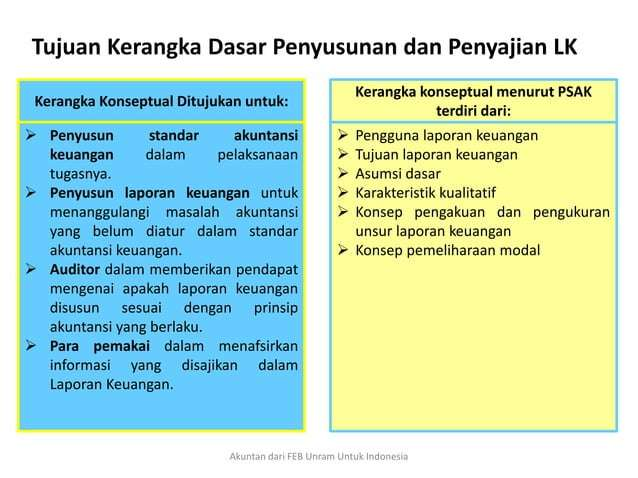 Tujuan Kerangka Dasar Penyusunan dan Penyajian LK
Kerangka Konseptual Ditujukan untuk:
➢ Penyusun standar akuntansi
keuangan dalam pelaksanaan
tugasnya.
➢ Penyusun laporan keuangan untuk
menanggulangi masalah akuntansi
yang belum diatur dalam standar
akuntansi keuangan.
➢ Auditor dalam memberikan pendapat
mengenai apakah laporan keuangan
disusun sesuai dengan prinsip
akuntansi yang berlaku.
➢ Para pemakai dalam menafsirkan
informasi yang disajikan dalam
Laporan Keuangan.
Kerangka konseptual menurut PSAK
terdiri dari:
➢ Pengguna laporan keuangan
➢ Tujuan laporan keuangan
➢ Asumsi dasar
➢ Karakteristik kualitatif
➢ Konsep pengakuan dan pengukuran
unsur laporan keuangan
➢ Konsep pemeliharaan modal
Akuntan dari FEB Unram Untuk Indonesia